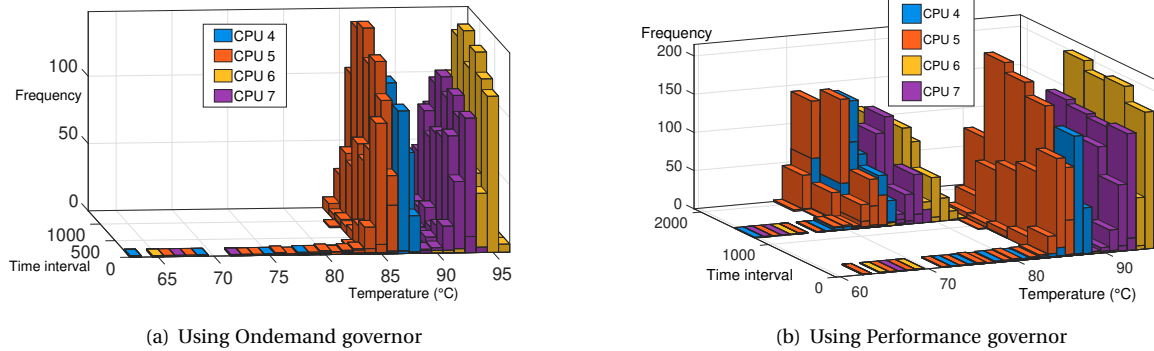 CPU 4
CPU 5
CPU 6
CPU 7
100
Frequency
50
0
1000
500
Time interval 0
65 70 75 80 85 90 95
Temperature (°C)
(a) Using Ondemand governor
Frequency
200
150
100
50
0
CPU 4
CPU 5
CPU 6
CPU 7
2000
1000
Time interval
0
60 70 80 90
Temperature (°C)
(b) Using Performance governor